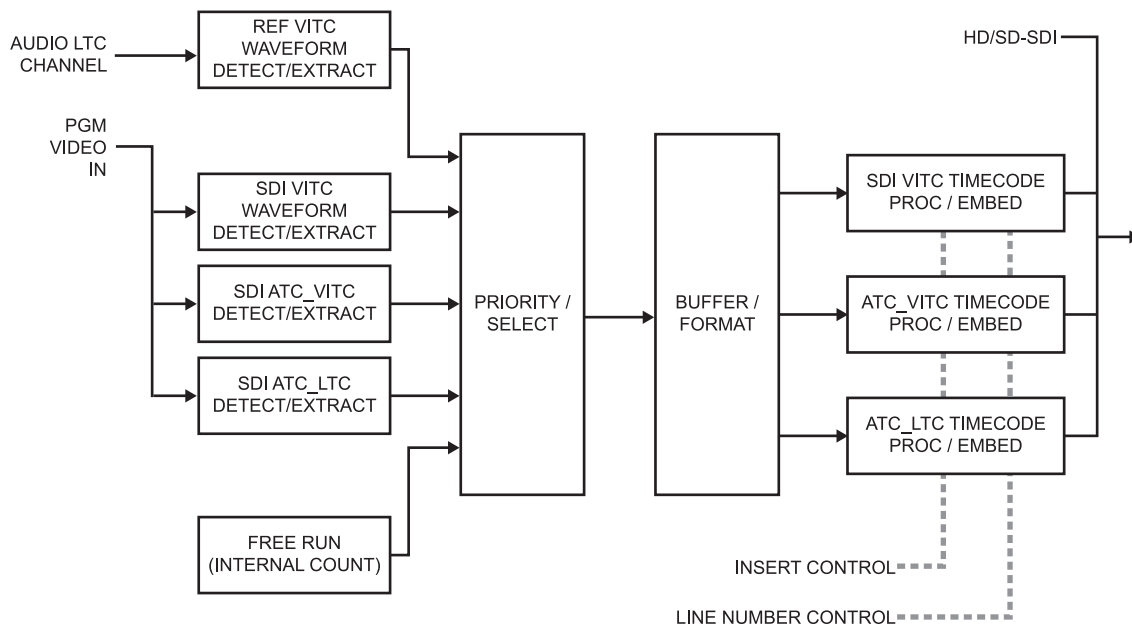 AUDIO LTC
CHANNEL
REF VITC
WAVEFORM
DETECT/EXTRACT
PGM
VIDEO
IN
SDI VITC
WAVEFORM
DETECT/EXTRACT
SDI ATC_VITC
DETECT/EXTRACT
SDI ATC_LTC
DETECT/EXTRACT
FREE RUN
(INTERNAL COUNT)
PRIORITY /
SELECT
BUFFER /
FORMAT
HD/SD-SDI
SDI VITC TIMECODE
PROC / EMBED
ATC_VITC TIMECODE
PROC / EMBED
ATC_LTC TIMECODE
PROC / EMBED
INSERT CONTROL
LINE NUMBER CONTROL